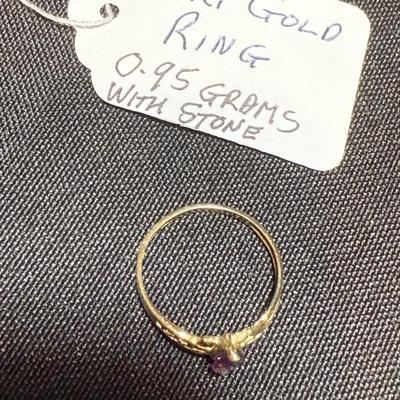 GOLD
RING
0.95 GRAMS
WITH STONE